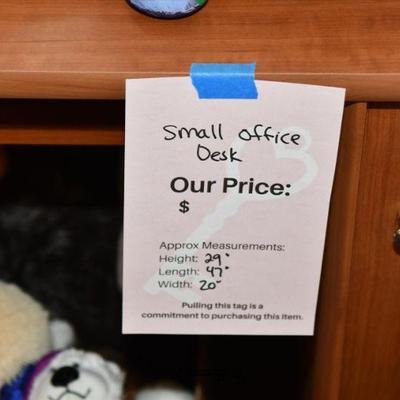 Small office
Desk
Our Price:
$
Approx Measurements:
Height: 29"
Length: 47"
Width: 20"
Pulling this tag is a
commitment to purchasing this item.